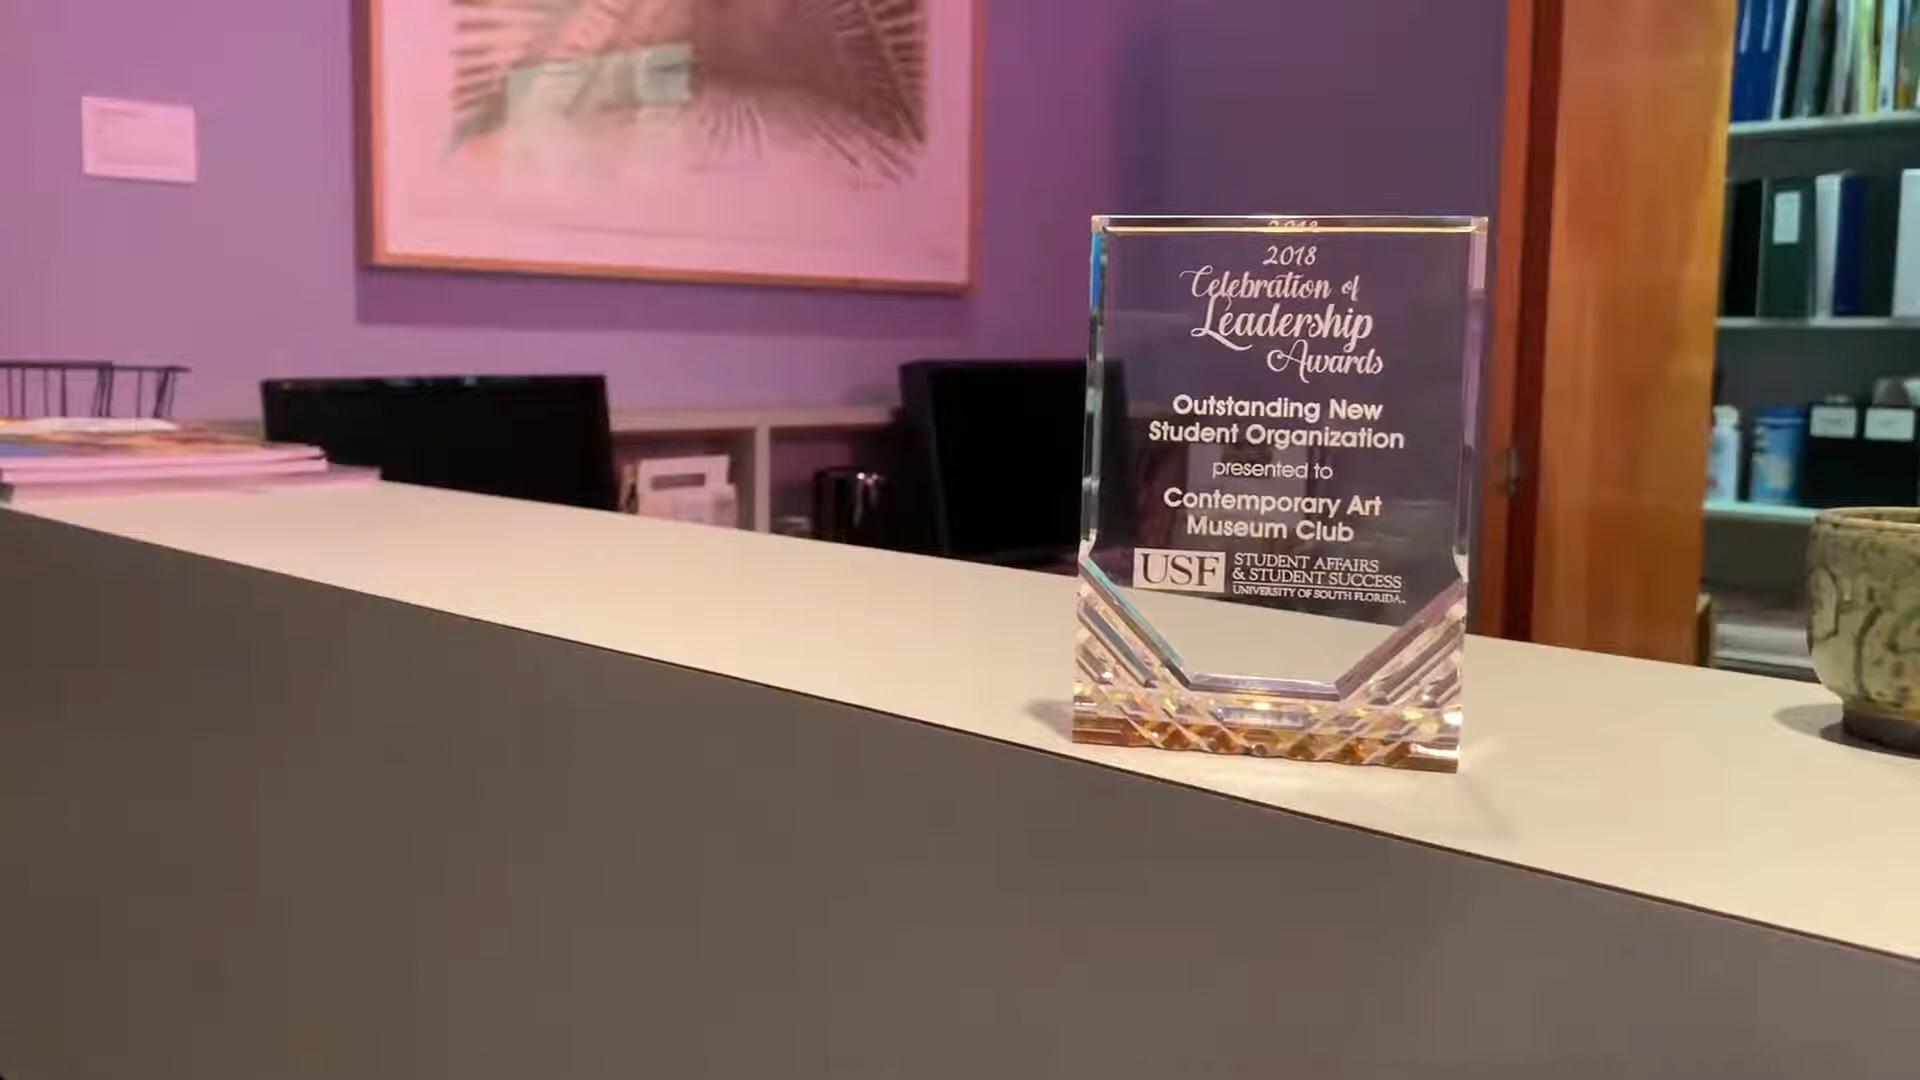 2018
Celebration of
Leadership
Awards
Outstanding New
Student Organization
presented to
Contemporary Art
Museum Club
USF
STUDENT AFFAIRS
& STUDENT SUCCESS
UNIVERSITY OF SOUTH FLORIDA